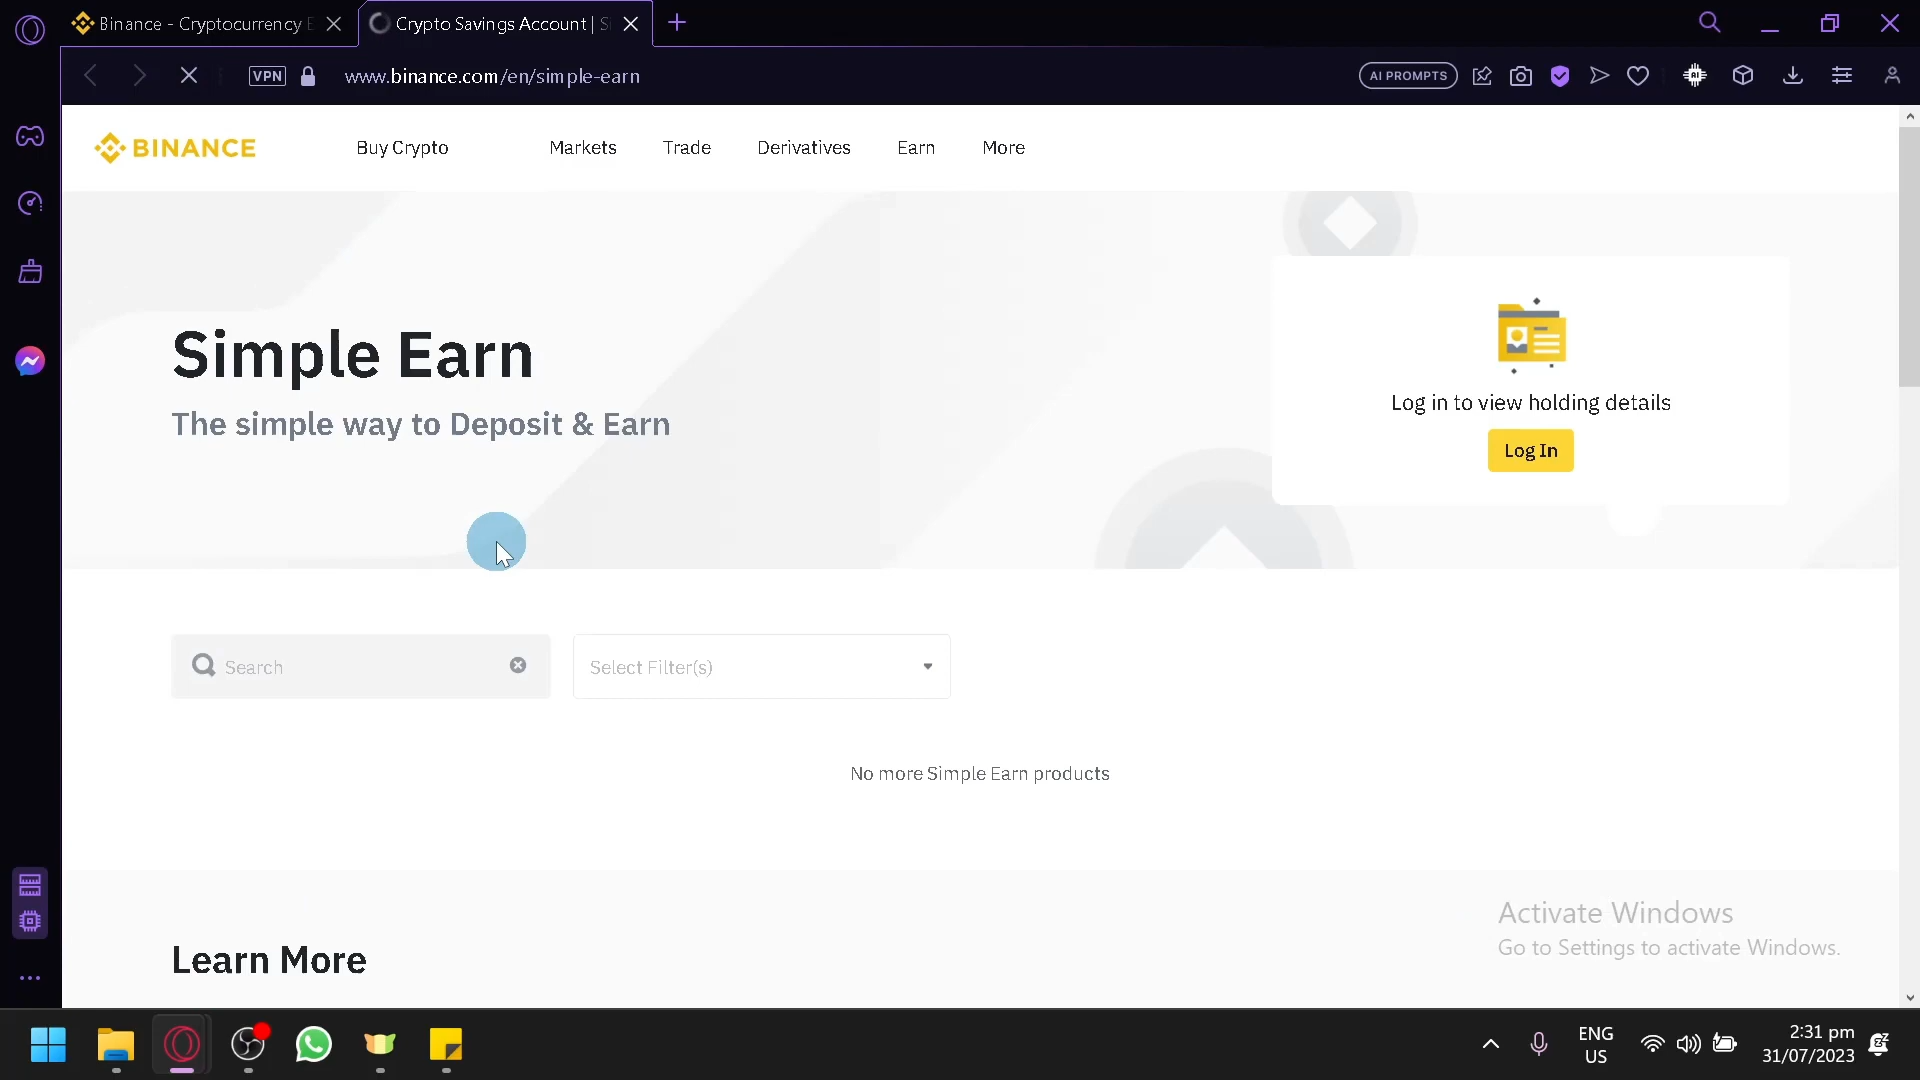 Binance - Cryptocurrency E
Crypto Savings Account | Si
VPN
www.binance.com/en/simple-earn
AI PROMPTS
BINANCE
Buy Crypto
Markets
Trade
Derivatives
Earn
More
Simple Earn
The simple way to Deposit & Earn
Log in to view holding details
Log In
Search
Select Filter(s)
No more Simple Earn products
Learn More
Activate Windows
Go to Settings to activate Windows.
ENG
US
2:31 pm
31/07/2023